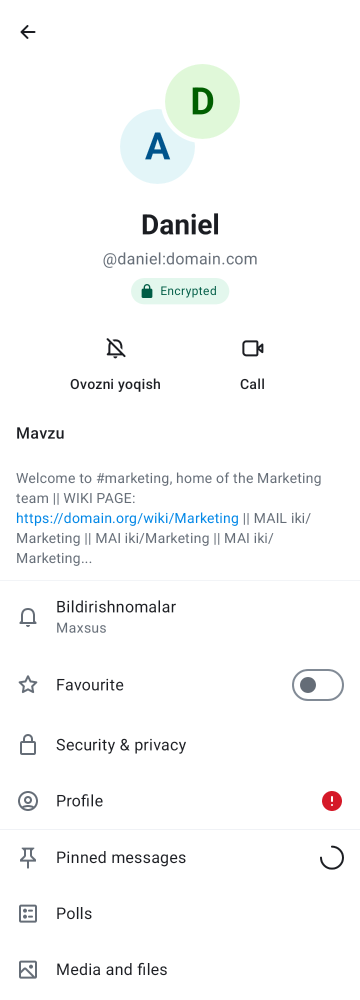 D
A
Daniel
@daniel:domain.com
Encrypted
Ovozni yoqish
Call
Mavzu
Welcome to #marketing, home of the Marketing
team || WIKI PAGE:
https://domain.org/wiki/Marketing || MAIL iki/
Marketing || MAI iki/Marketing || MAI iki/
Marketing...
Bildirishnomalar
Maxsus
Favourite
Security & privacy
Profile
Pinned messages
Polls
Media and files